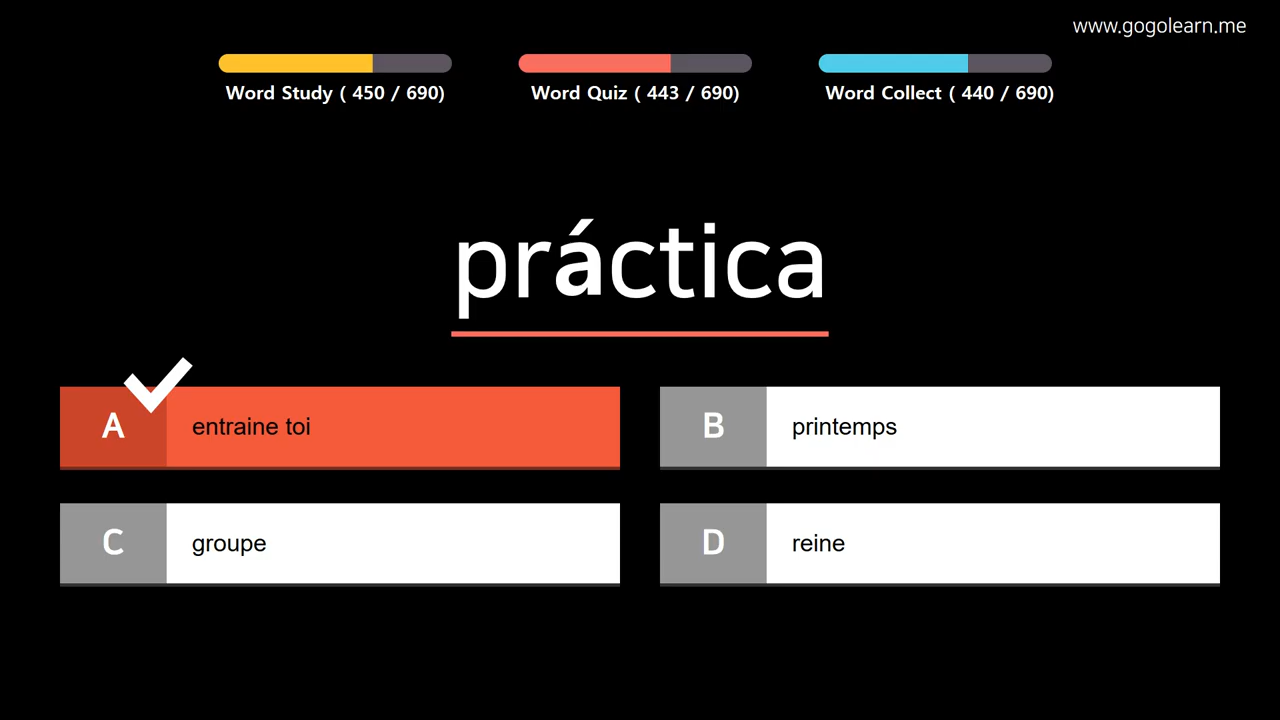 www.gogolearn.me
Word Study ( 450 / 690)
Word Quiz ( 443 / 690)
Word Collect ( 440 / 690)
práctica
A entraine toi
B printemps
C groupe
D reine